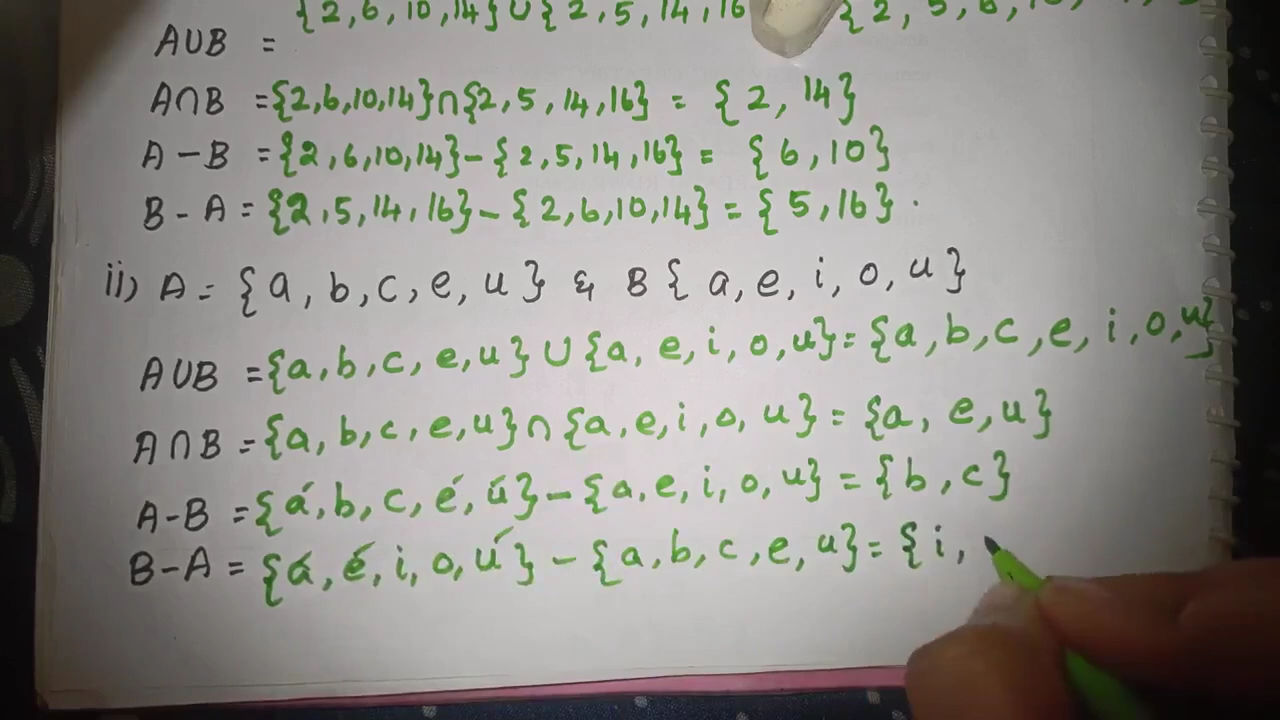 {2,6,10,14} ∪ {2,5,14,16
A∪B =
A∩B = {2,6,10,14} ∩ {2,5,14,16} = {2,14}
A-B = {2,6,10,14} - {2,5,14,16} = {6,10}
B-A = {2,5,14,16} - {2,6,10,14} = {5,16}.
ii) A = {a,b,c,e,u} & B {a,e,i,o,u}
A∪B = {a,b,c,e,u} ∪ {a,e,i,o,u} = {a,b,c,e,i,o,u}
A∩B = {a,b,c,e,u} ∩ {a,e,i,o,u} = {a,e,u}
A-B = {a,b,c,e,u} - {a,e,i,o,u} = {b,c}
B-A = {a,e,i,o,u} - {a,b,c,e,u} = {i,